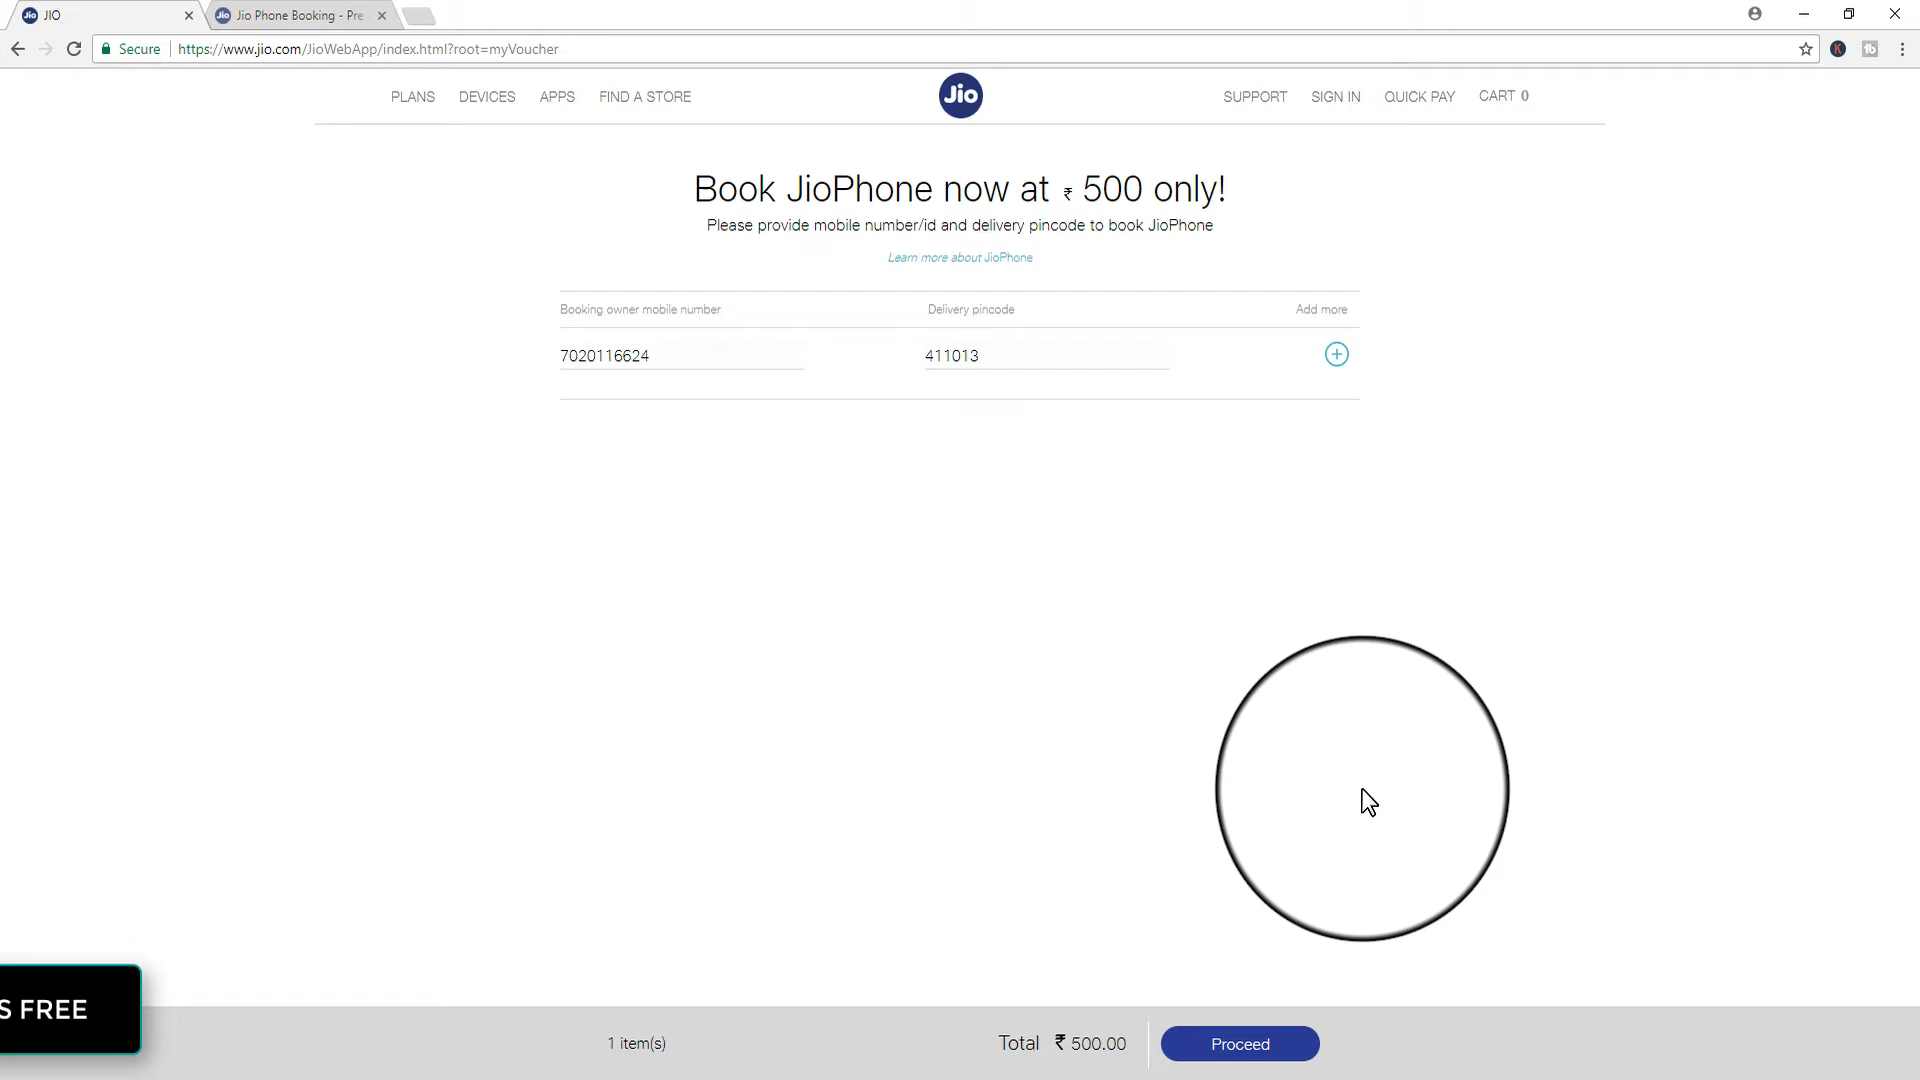 JIO
Jio Phone Booking - Pre
Secure
https://www.jio.com/JioWebApp/index.html?root=myVoucher
PLANS DEVICES APPS FIND A STORE
Jio
SUPPORT SIGN IN QUICK PAY CART 0
Book JioPhone now at ₹ 500 only!
Please provide mobile number/id and delivery pincode to book JioPhone
Learn more about JioPhone
Booking owner mobile number Delivery pincode Add more
7020116624 411013
S FREE
1 item(s) Total ₹ 500.00 Proceed